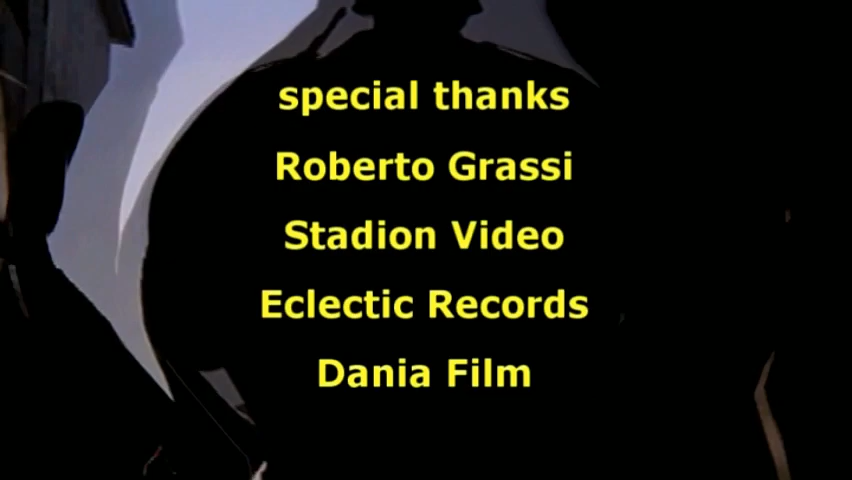 special thanks
Roberto Grassi
Stadion Video
Eclectic Records
Dania Film